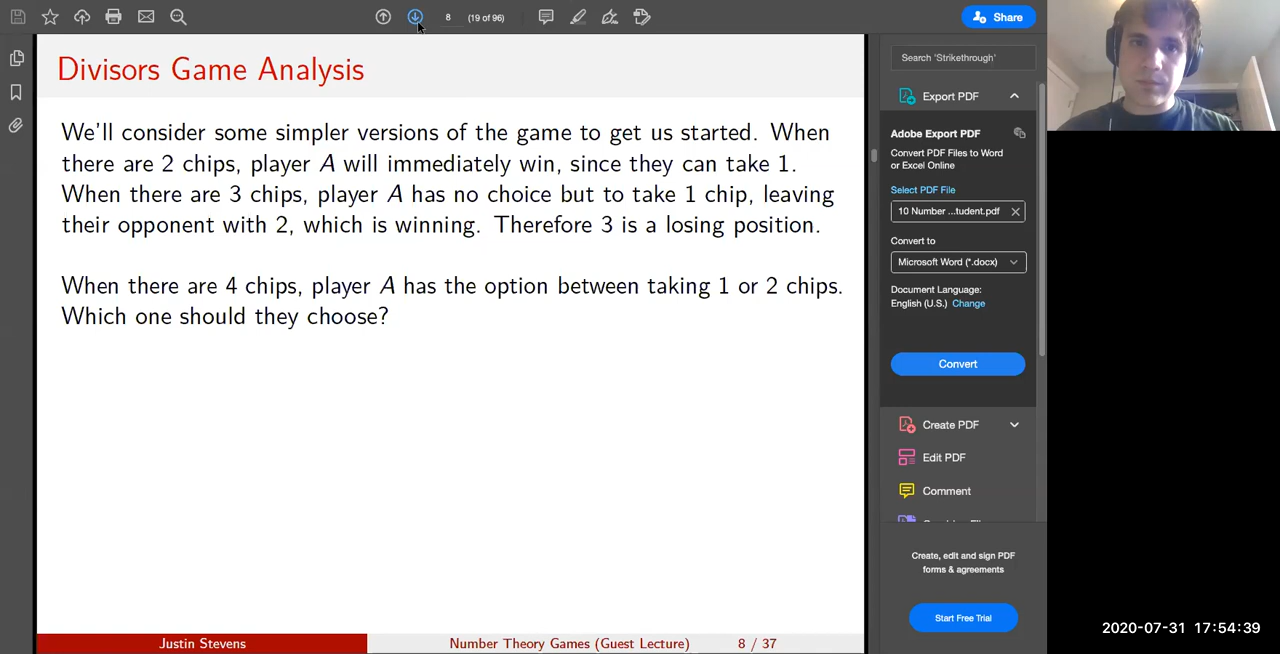 8
(19 of 96)
Share
Divisors Game Analysis
We'll consider some simpler versions of the game to get us started. When
there are 2 chips, player A will immediately win, since they can take 1.
When there are 3 chips, player A has no choice but to take 1 chip, leaving
their opponent with 2, which is winning. Therefore 3 is a losing position.
When there are 4 chips, player A has the option between taking 1 or 2 chips.
Which one should they choose?
Justin Stevens
Number Theory Games (Guest Lecture)
8 / 37
Search 'Strikethrough'
Export PDF
Adobe Export PDF
Convert PDF Files to Word
or Excel Online
Select PDF File
10 Number ...tudent.pdf
Convert to
Microsoft Word (*.docx)
Document Language:
English (U.S.) Change
Convert
Create PDF
Edit PDF
Comment
Create, edit and sign PDF
forms & agreements
Start Free Trial
2020-07-31 17:54:39